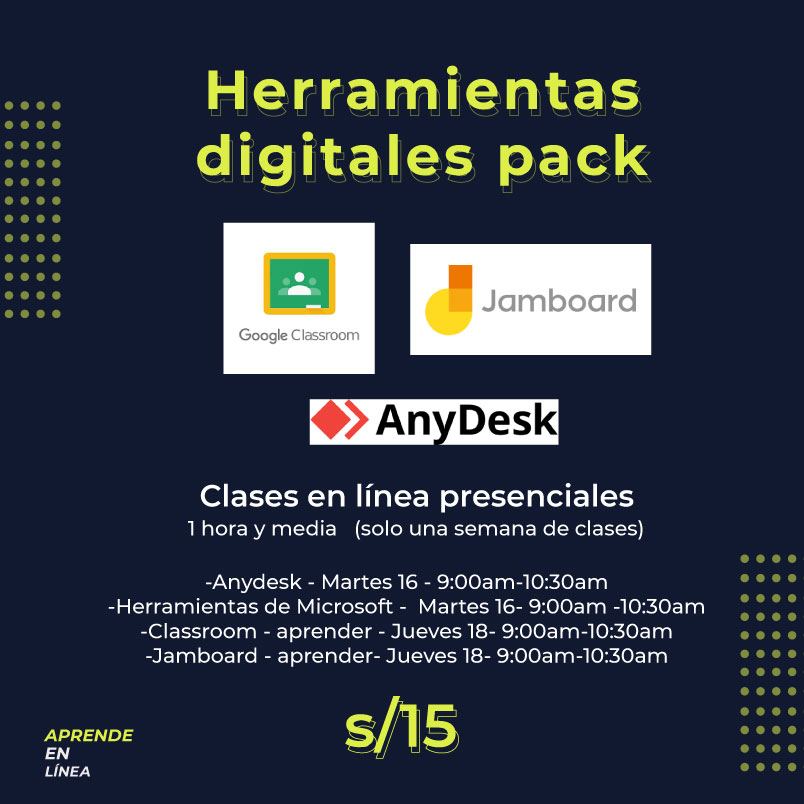 Herramientas
digitales pack
Google Classroom
Jamboard
AnyDesk
Clases en línea presenciales
1 hora y media (solo una semana de clases)
-Anydesk - Martes 16 - 9:00am-10:30am
-Herramientas de Microsoft - Martes 16- 9:00am -10:30am
-Classroom - aprender - Jueves 18- 9:00am-10:30am
-Jamboard - aprender- Jueves 18- 9:00am-10:30am
s/15
APRENDE
EN
LÍNEA